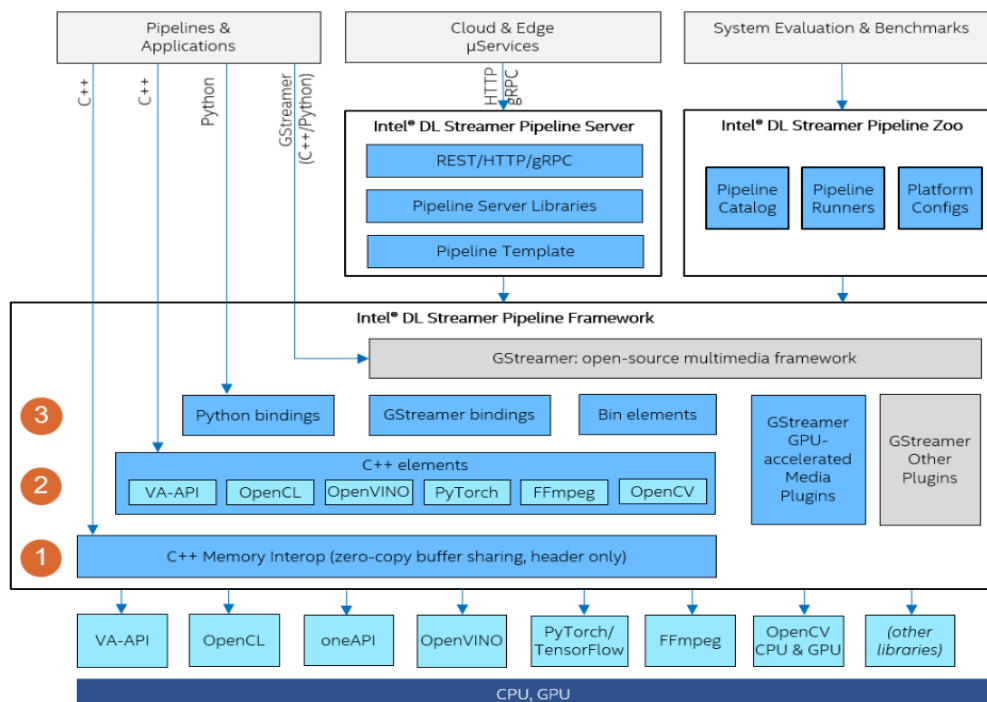 Pipelines &
Applications
Cloud & Edge
µServices
System Evaluation & Benchmarks
C++
C++
Python
GStreamer
(C++/Python)
HTTP
gRPC
Intel® DL Streamer Pipeline Server
REST/HTTP/gRPC
Pipeline Server Libraries
Pipeline Template
Intel® DL Streamer Pipeline Zoo
Pipeline
Catalog
Pipeline
Runners
Platform
Configs
Intel® DL Streamer Pipeline Framework
GStreamer: open-source multimedia framework
3
Python bindings
GStreamer bindings
Bin elements
GStreamer
GPU-
accelerated
Media
Plugins
GStreamer
Other
Plugins
2
C++ elements
VA-API
OpenCL
OpenVINO
PyTorch
FFmpeg
OpenCV
1
C++ Memory Interop (zero-copy buffer sharing, header only)
VA-API
OpenCL
oneAPI
OpenVINO
PyTorch/
TensorFlow
FFmpeg
OpenCV
CPU & GPU
(other
libraries)
CPU, GPU